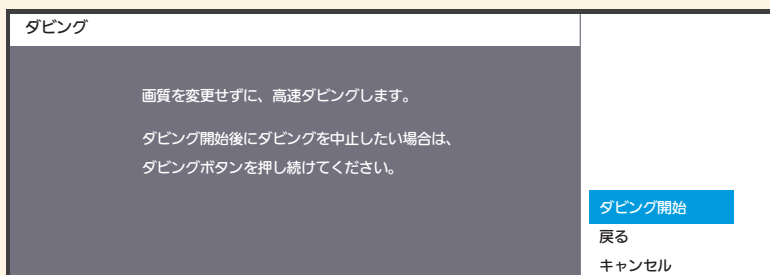 ダビング
画質を変更せずに、高速ダビングします。
ダビング開始後にダビングを中止したい場合は、
ダビングボタンを押し続けてください。
ダビング開始
戻る
キャンセル